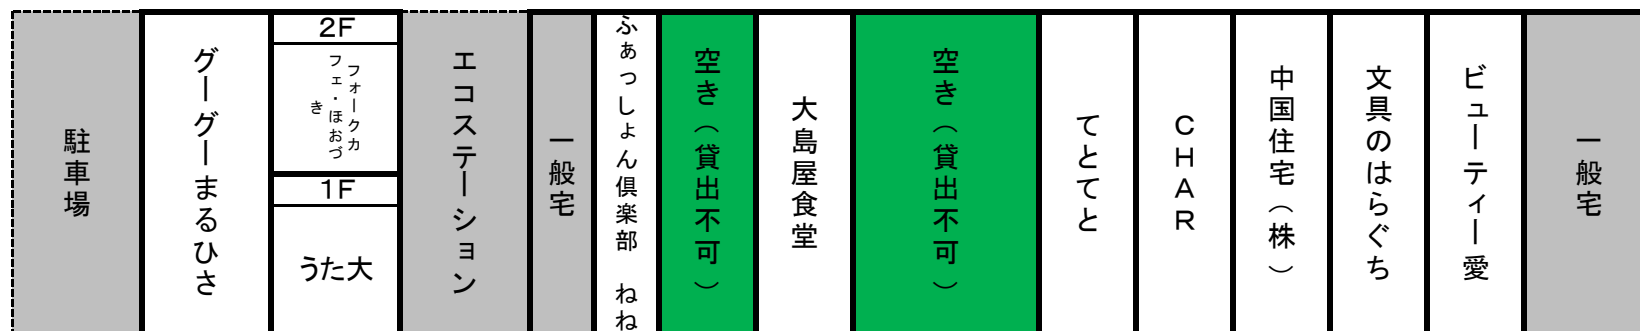 駐車場
グーグーまるひさ
2F
フォークカ
フェ・ほおづ
き
1F
うた大
エコステーション
一般宅
ふぁっしょん倶楽部 ねね
空き（貸出不可）
大島屋食堂
空き（貸出不可）
てとてと
CHAR
中国住宅（株）
文具のはらぐち
ビューティー愛
一般宅